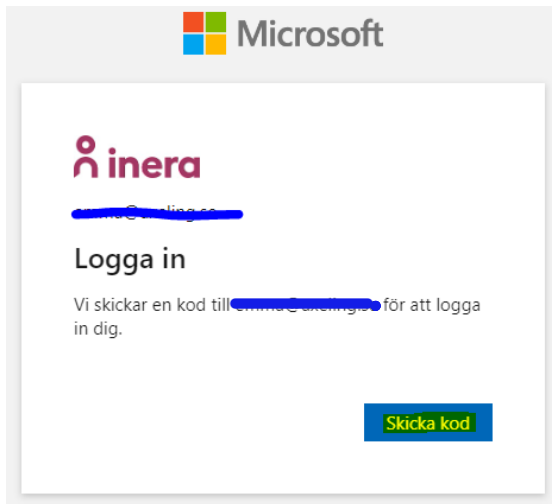 Microsoft
inera
Logga in
Vi skickar en kod till för att logga
in dig.
Skicka kod